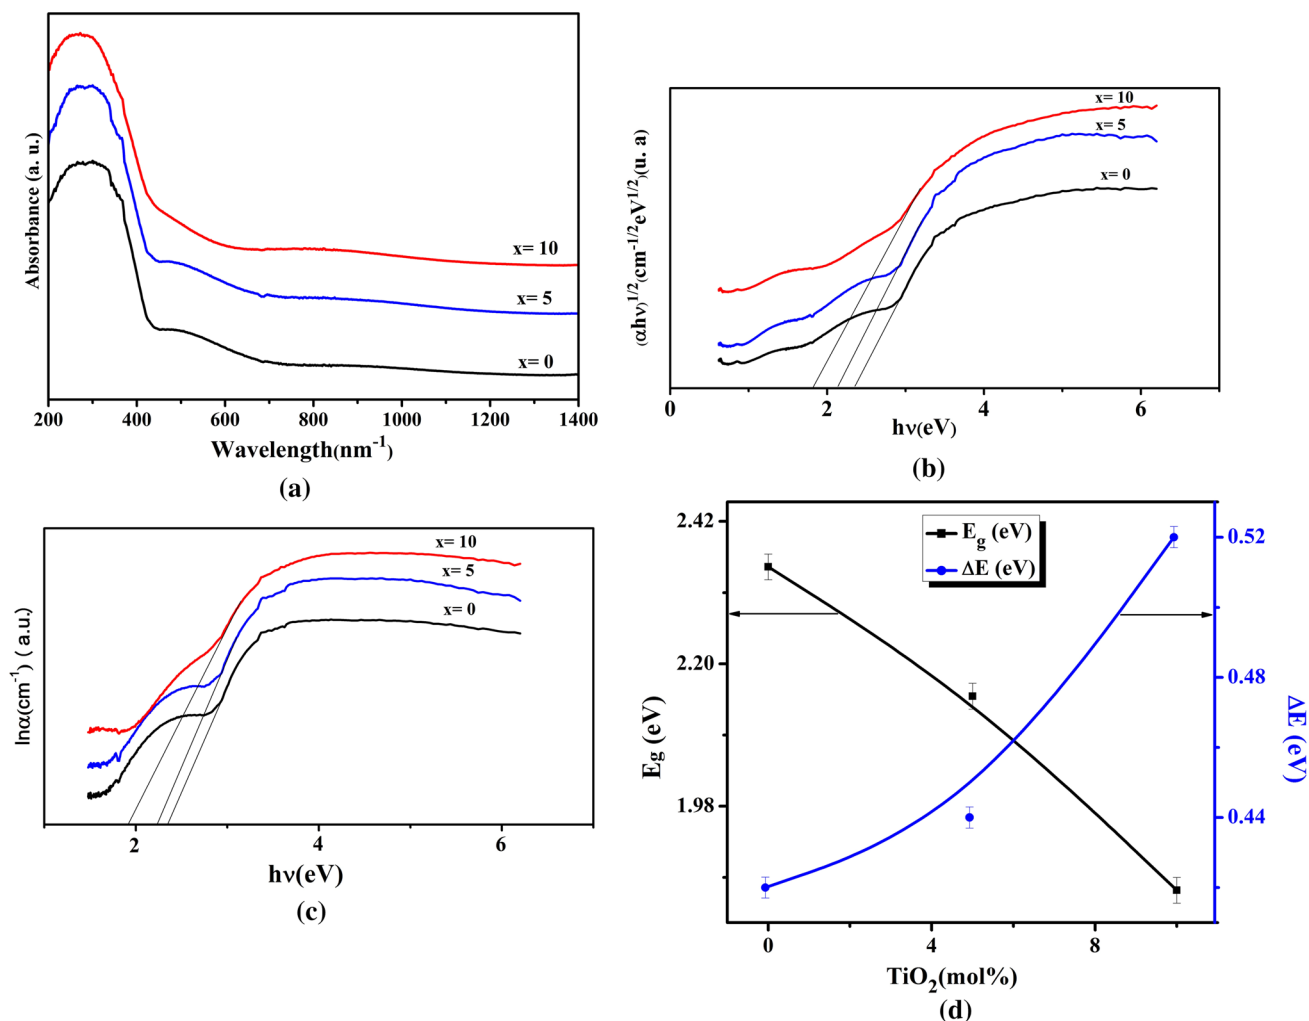 Absorbance (a. u.)
x= 10
x= 5
x= 0
200 400 600 800 1000 1200 1400
Wavelength(nm⁻¹)
(a)
(αhν)^1/2(cm^-1/2eV^1/2)(u. a)
x= 10
x= 5
x= 0
0 2 4 6
hν(eV)
(b)
lnα(cm⁻¹) ( a.u.)
x= 10
x= 5
x= 0
2 4 6
hν(eV)
(c)
E_g (eV)
ΔE (eV)
E_g (eV)
2.42
2.20
1.98
0.52
0.48
0.44
ΔE (eV)
0 4 8
TiO₂(mol%)
(d)